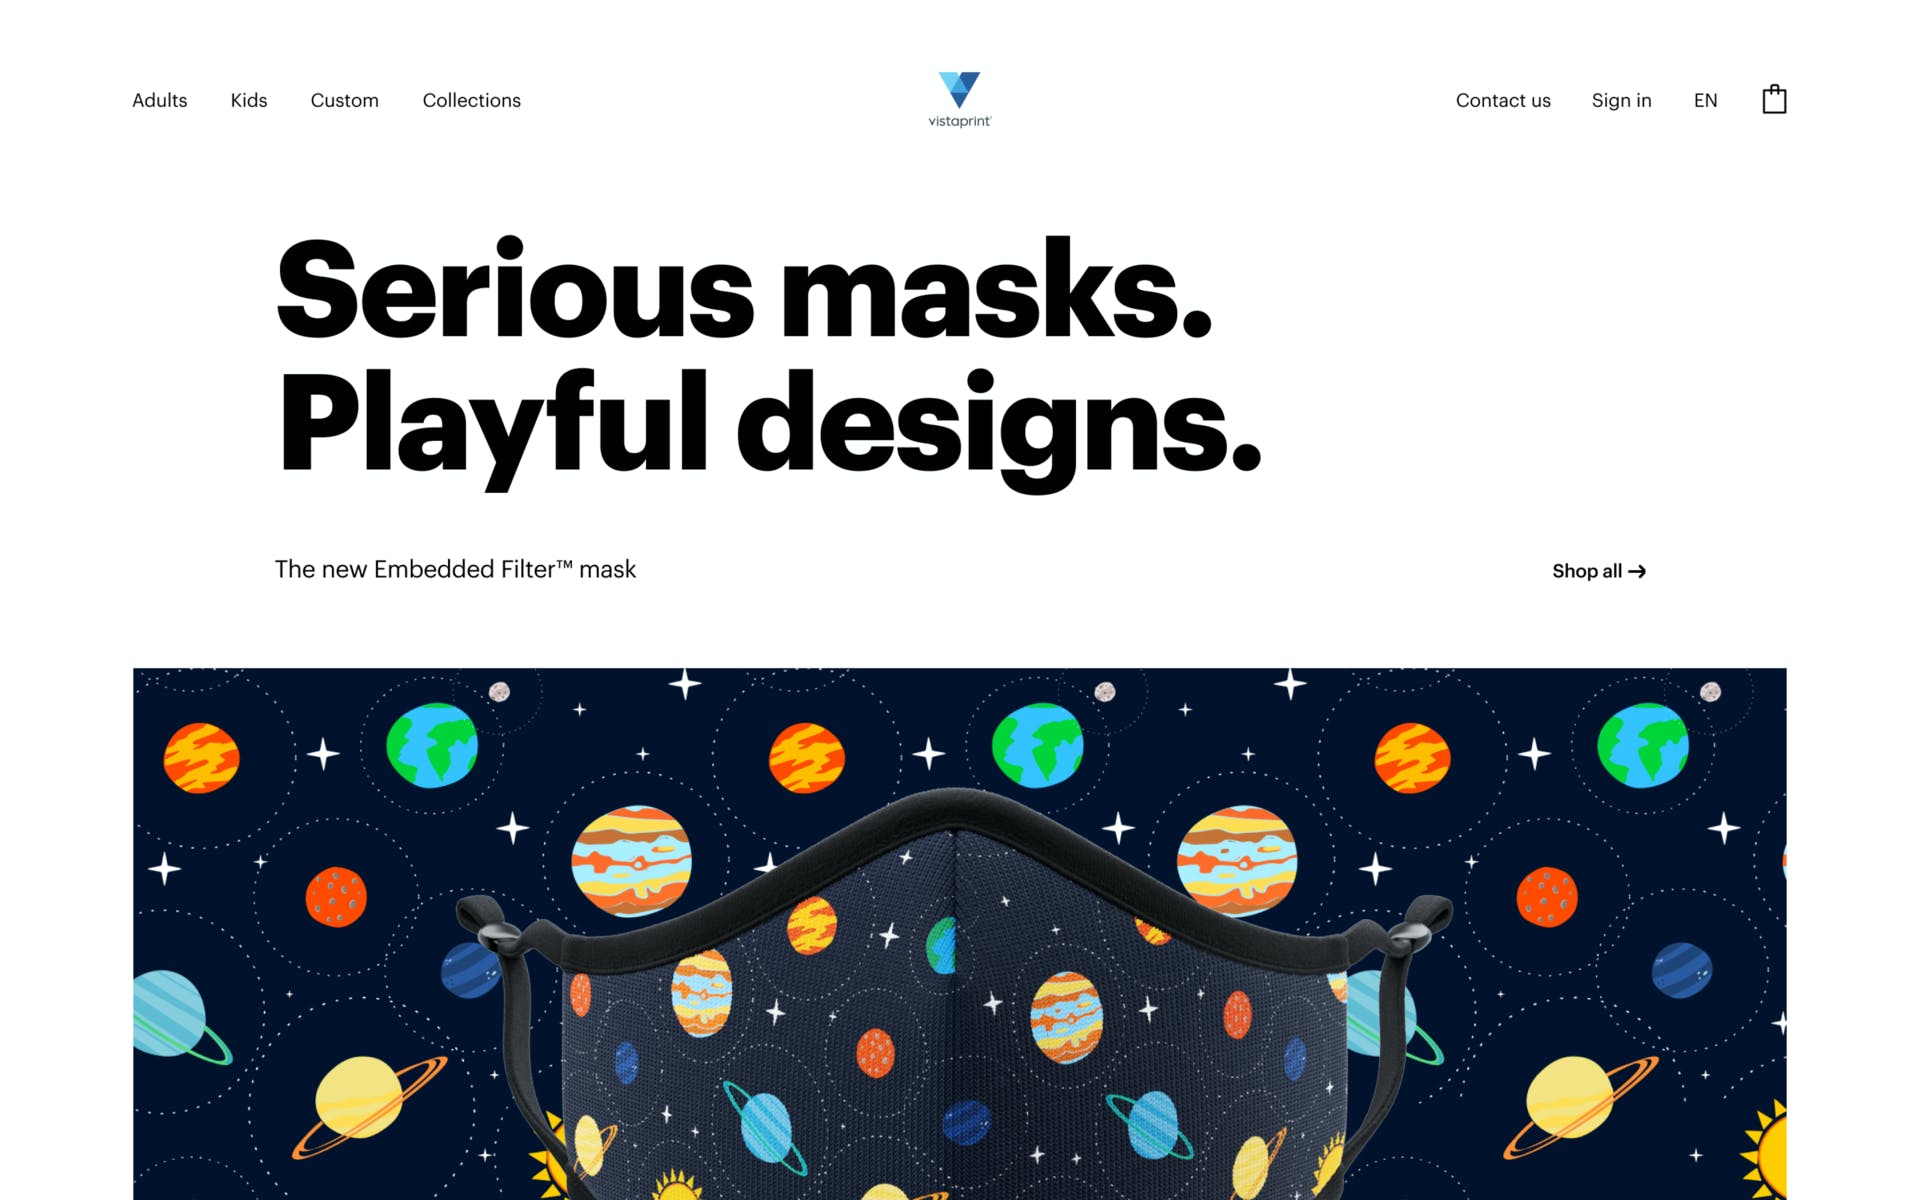 Adults Kids Custom Collections
vistaprint
Contact us Sign in EN
Serious masks.
Playful designs.
The new Embedded Filter™ mask
Shop all →